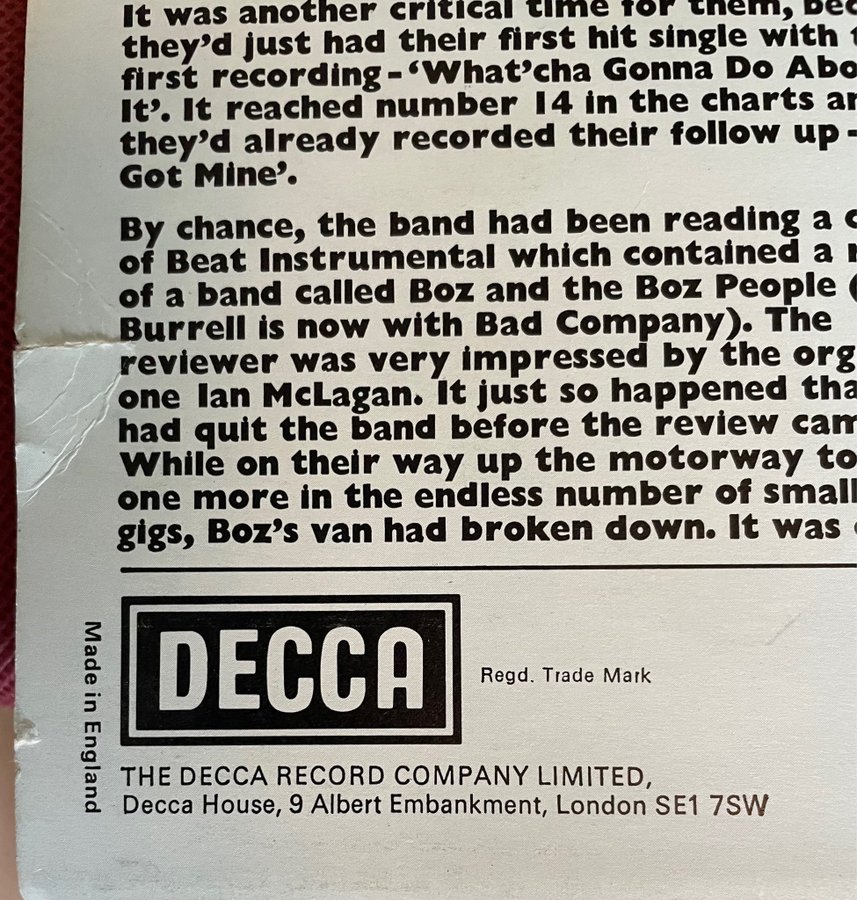 It was another critical time for them,
they'd just had their first hit single with
first recording-‘What'cha Gonna Do
It’. It reached number 14 in the charts
they'd already recorded their follow up-
Got Mine’.
By chance, the band had been reading a
of Beat Instrumental which contained a
of a band called Boz and the Boz People (
Burrell is now with Bad Company). The
reviewer was very impressed by the
one Ian McLagan. It just so happened
had quit the band before the review
While on their way up the motorway to
one more in the endless number of small
gigs, Boz's van had broken down. It was
DECCA
Regd. Trade Mark
Made in England
THE DECCA RECORD COMPANY LIMITED,
Decca House, 9 Albert Embankment, London SE1 7SW